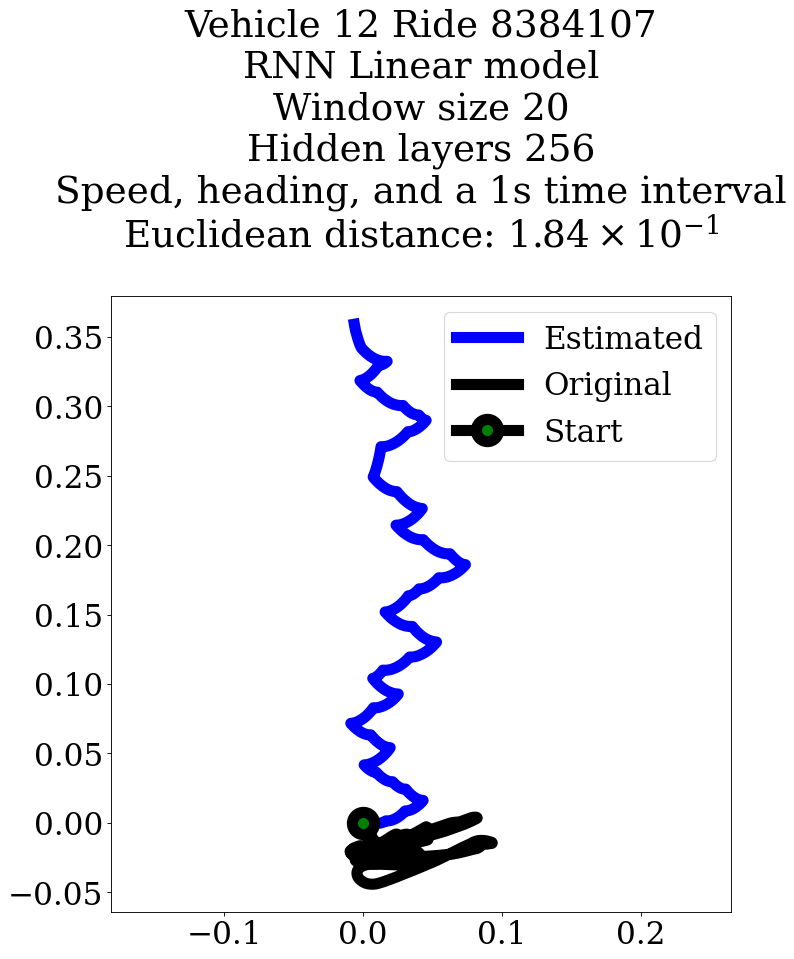 Vehicle 12 Ride 8384107
RNN Linear model
Window size 20
Hidden layers 256
Speed, heading, and a 1s time interval
Euclidean distance: 1.84 × 10⁻¹
Estimated
Original
Start
0.35
0.30
0.25
0.20
0.15
0.10
0.05
0.00
−0.05
−0.1
0.0
0.1
0.2